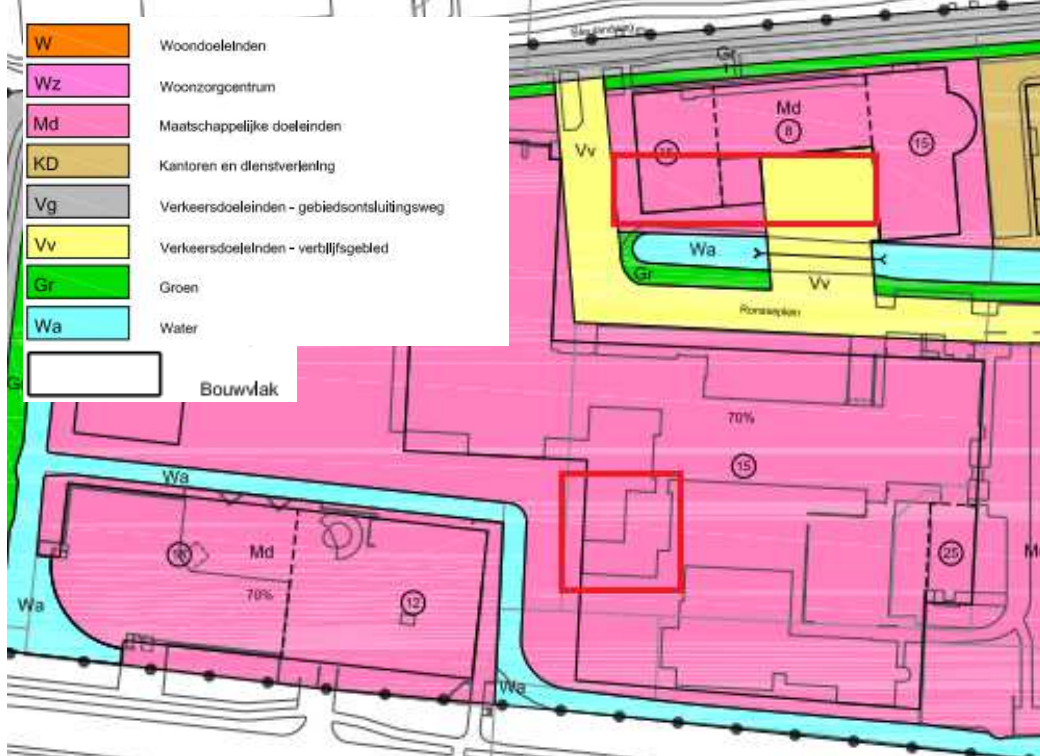 W Woondoeleinden
Wz Woonzorgcentrum
Md Maatschappelijke doeleinden
KD Kantoren en dienstverlening
Vg Verkeersdoeleinden - gebiedsontsluitingsweg
Vv Verkeersdoeleinden - verblijfsgebied
Gr Groen
Wa Water
Bouwvlak
Gr
Md
8
15
Vv
Wa
Gr
Vv
70%
15
Wa
Md
70%
12
25
Wa
Wa